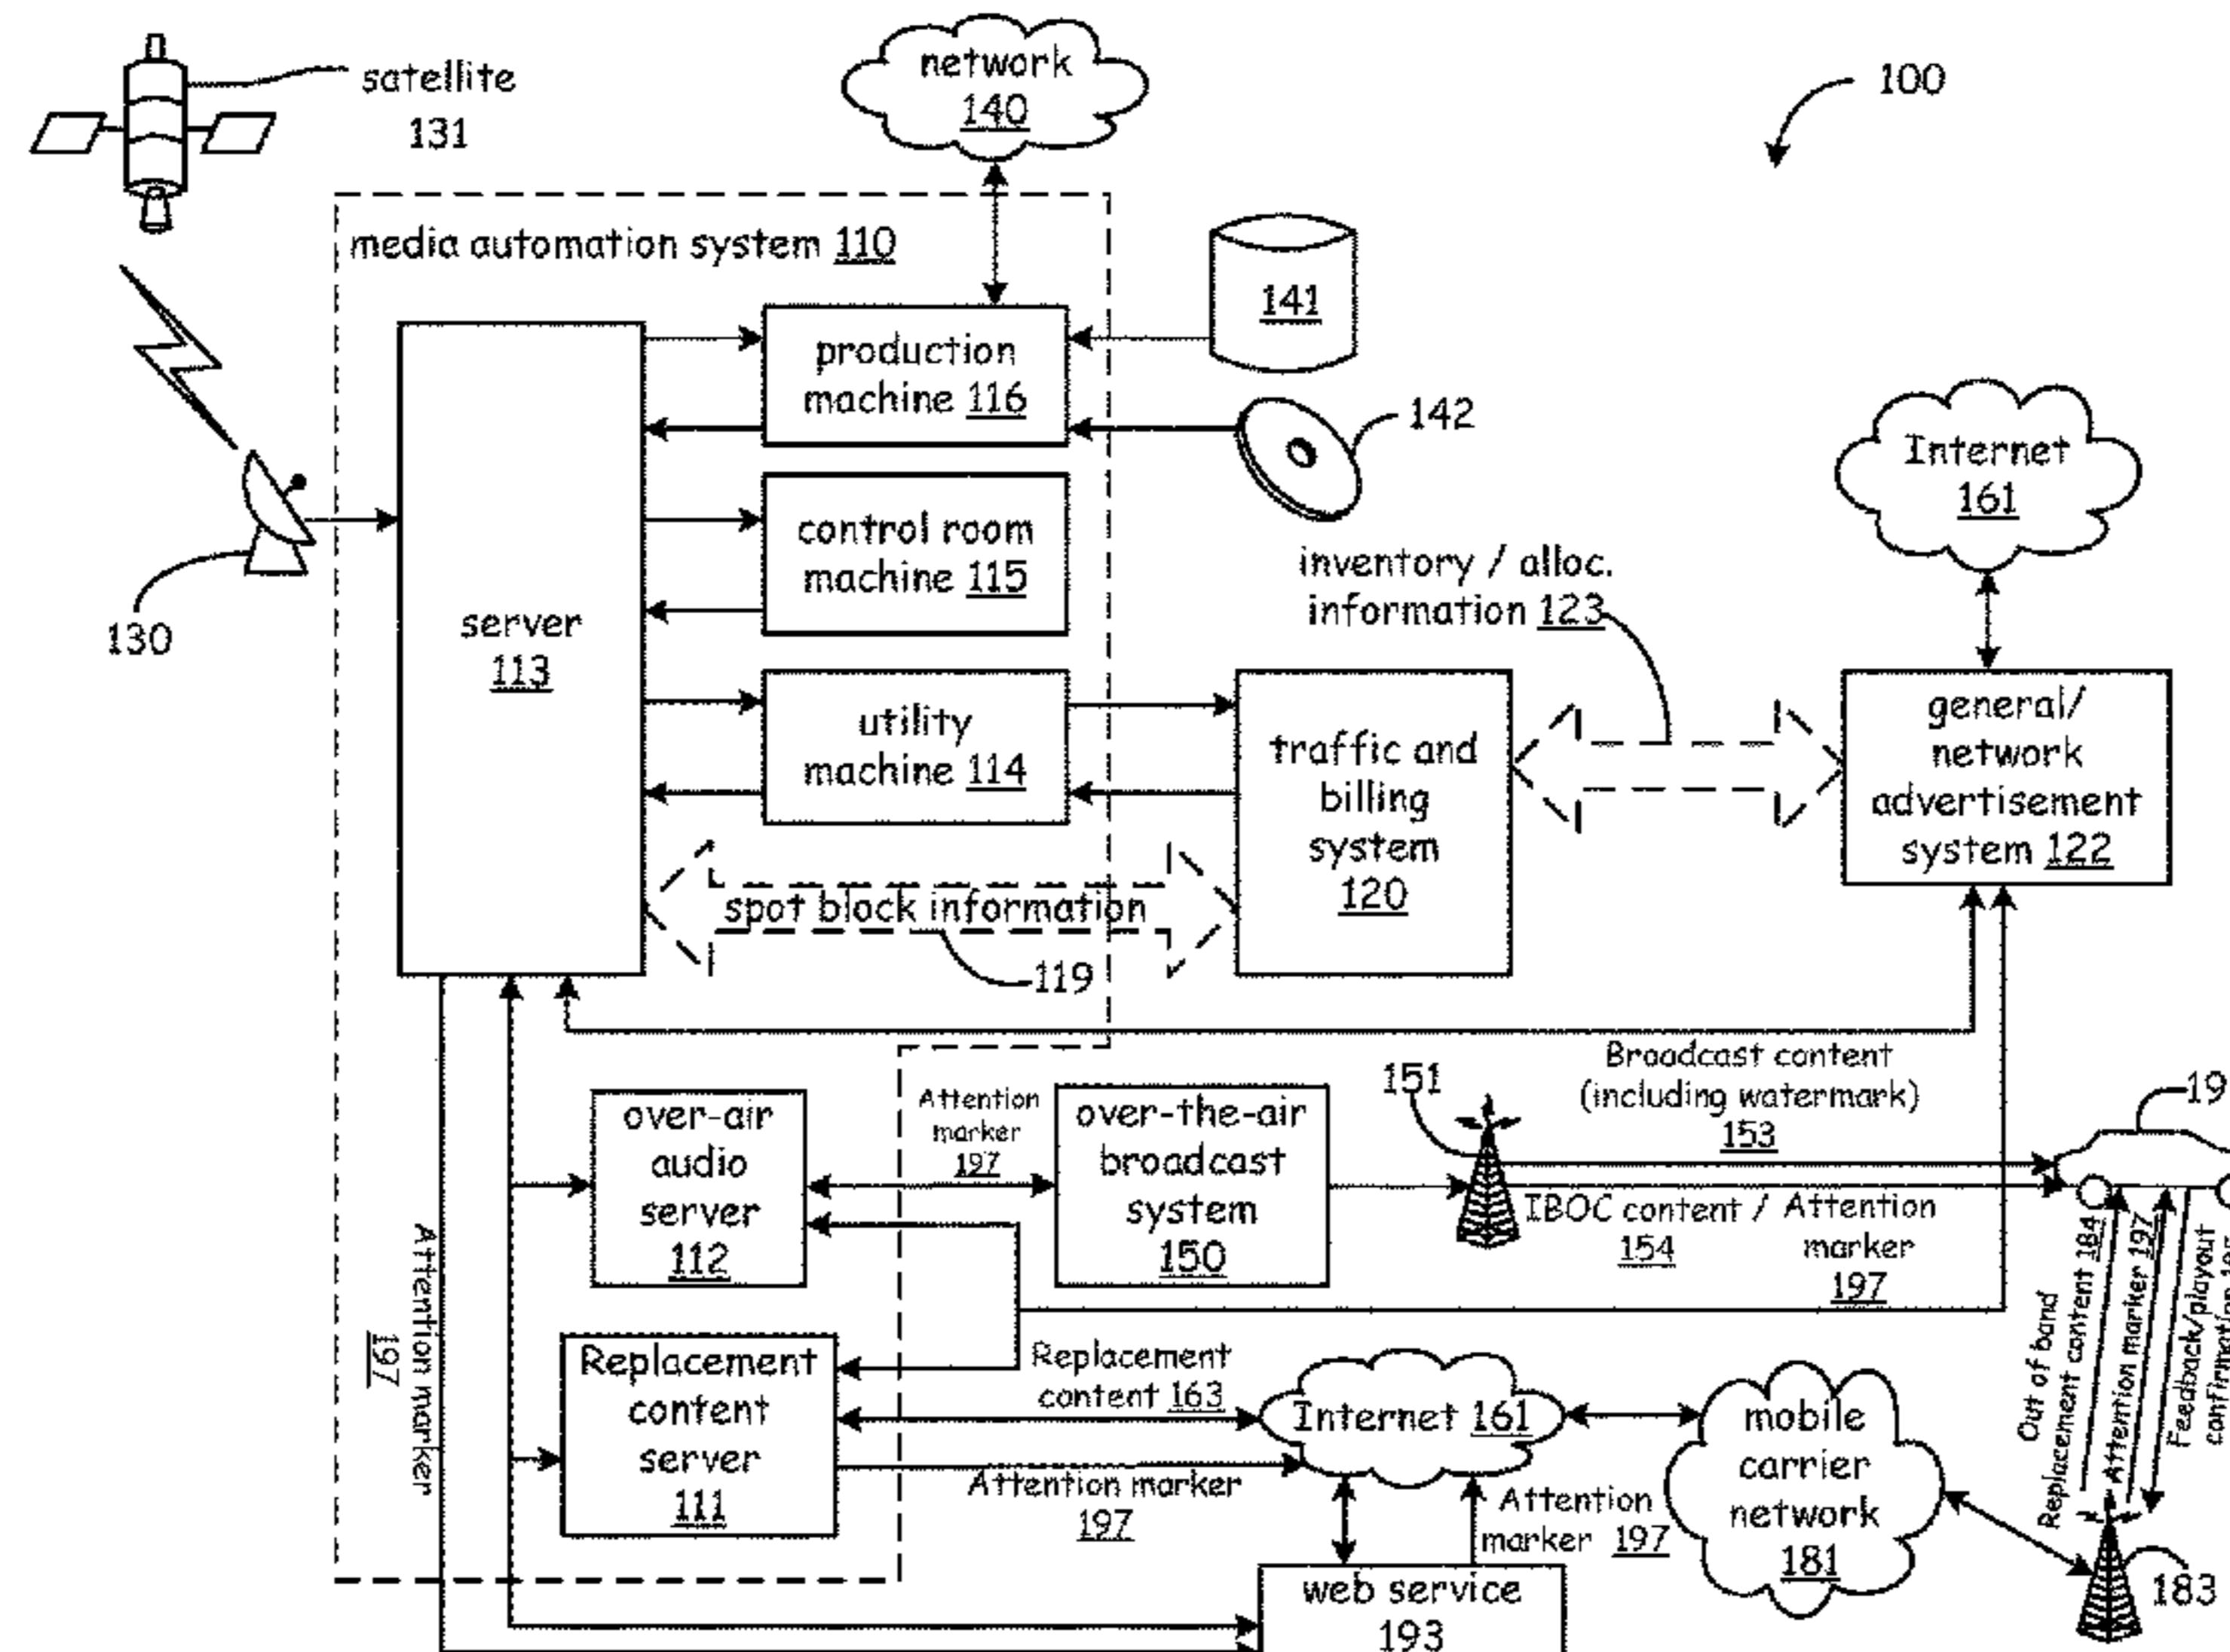 satellite
131
network
140
100
media automation system 110
141
production
machine 116
142
Internet
161
control room
machine 115
inventory / alloc.
information 123
130
server
113
utility
machine 114
traffic and
billing
system
120
general/
network
advertisement
system 122
spot block information
119
Broadcast content
(including watermark)
153
151
19
over-air
audio
server
112
Attention
marker
197
over-the-air
broadcast
system
150
IBOC content / Attention
154
marker
197
Attention marker
197
Out of band
Replacement content 184
Attention marker 197
Feedback/playout
Replacement
content
server
111
Replacement
content 163
Internet 161
mobile
carrier
network
181
Attention marker
197
Attention
marker 197
183
web service
193